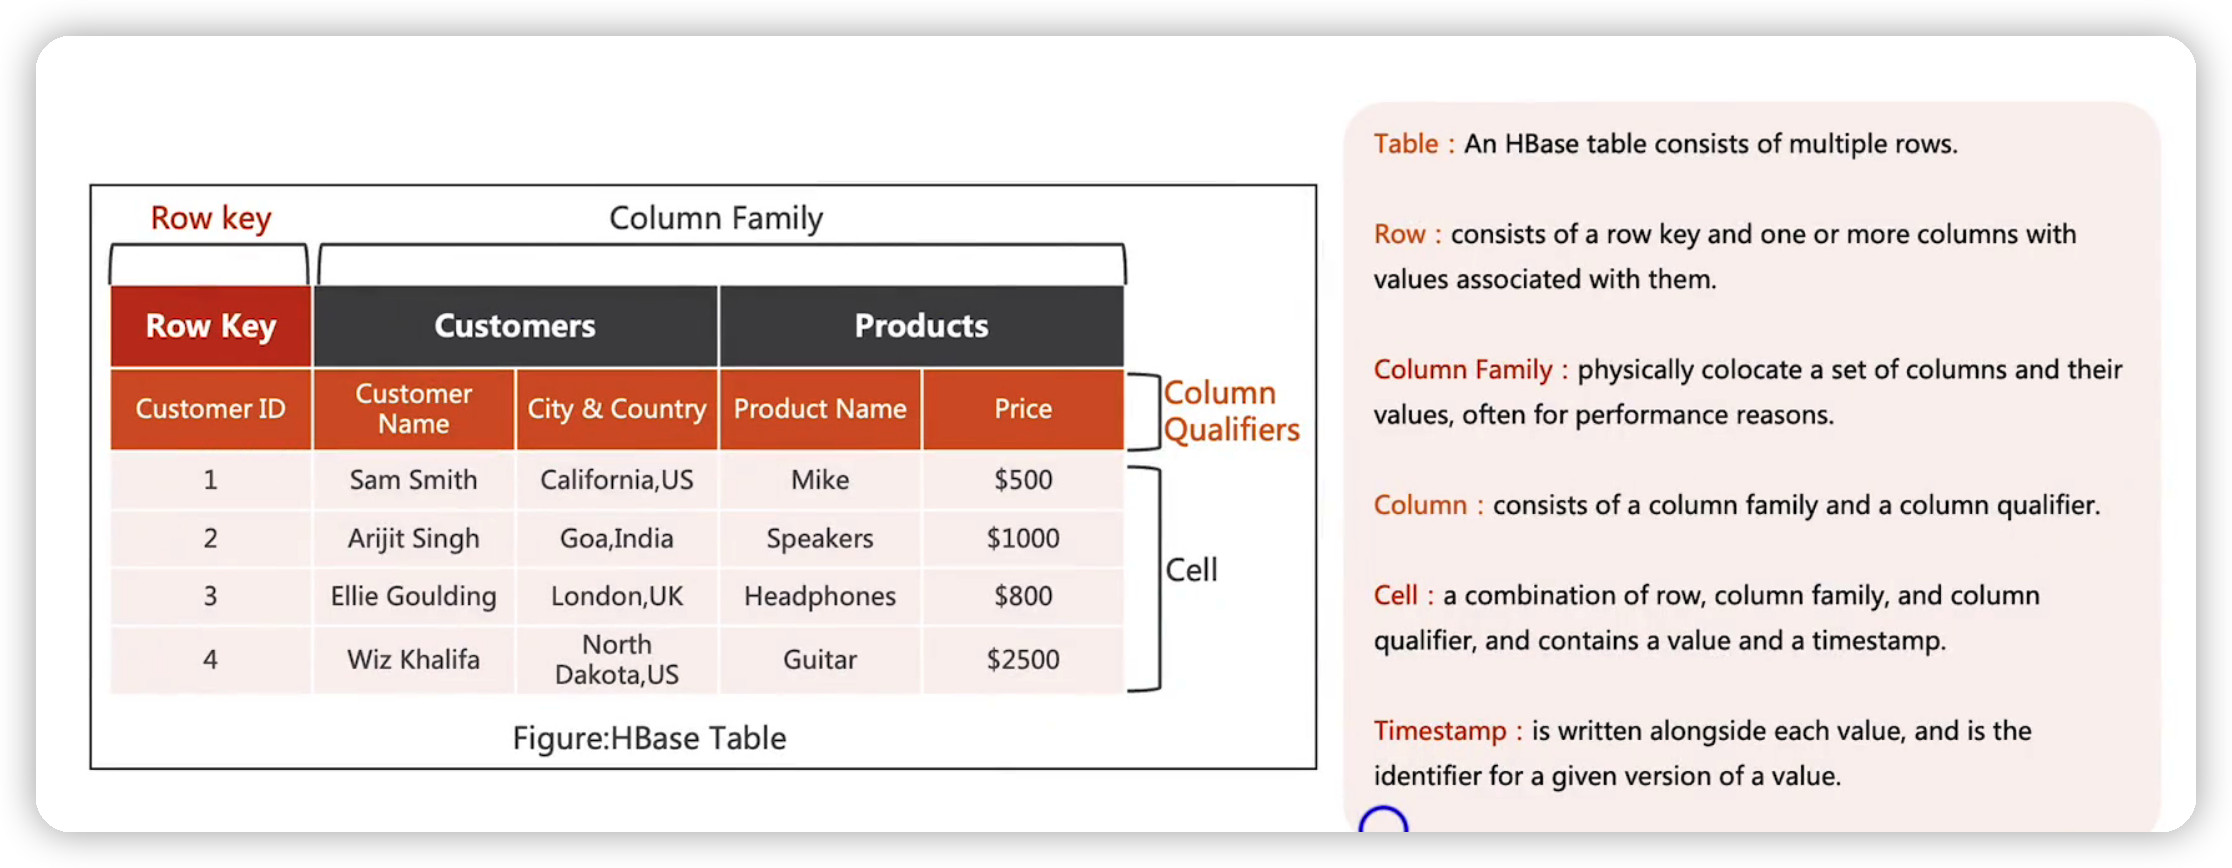 Row key
Column Family
Row Key
Customers
Products
Customer ID
Customer
Name
City & Country
Product Name
Price
Column
Qualifiers
1
Sam Smith
California,US
Mike
$500
2
Arijit Singh
Goa,India
Speakers
$1000
3
Ellie Goulding
London,UK
Headphones
$800
4
Wiz Khalifa
North
Dakota,US
Guitar
$2500
Cell
Figure:HBase Table
Table : An HBase table consists of multiple rows.
Row : consists of a row key and one or more columns with
values associated with them.
Column Family : physically colocate a set of columns and their
values, often for performance reasons.
Column : consists of a column family and a column qualifier.
Cell : a combination of row, column family, and column
qualifier, and contains a value and a timestamp.
Timestamp : is written alongside each value, and is the
identifier for a given version of a value.